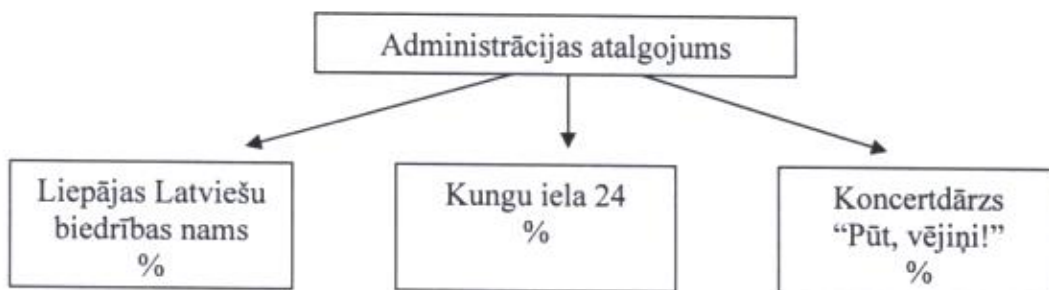 Administrācijas atalgojums
Liepājas Latviešu
biedrības nams
%
Kungu iela 24
%
Koncertdārzs
“Pūt, vējiņi!”
%